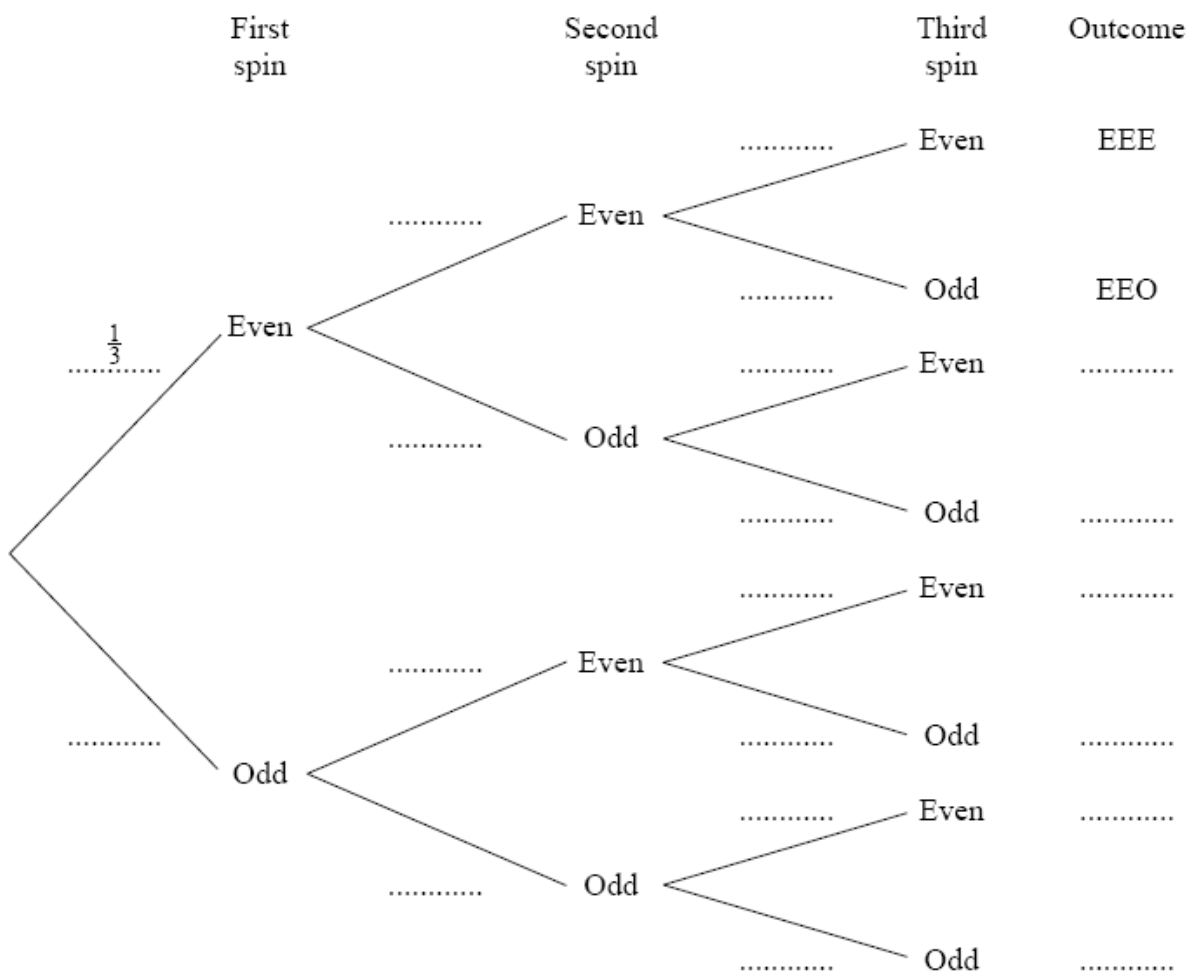 First Second Third Outcome
spin spin spin
............ Even EEE
............ Even
............ Odd EEO
1/3
............ Even
............ Even ............
............ Odd
............ Odd ............
............ Even ............
............ Even
............ Odd ............
............ Odd
............ Even ............
............ Odd
............ Odd ............